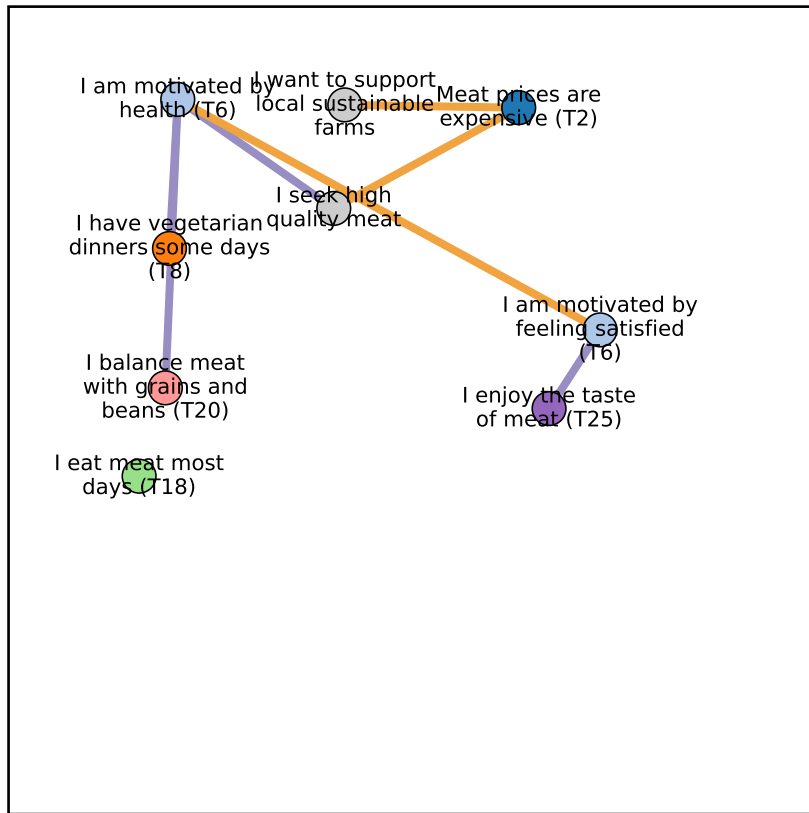 I am motivated by
health (T6)
I want to support
local sustainable
farms
Meat prices are
expensive (T2)
I seek high
quality meat
I have vegetarian
dinners some days
(T8)
I am motivated by
feeling satisfied
(T6)
I balance meat
with grains and
beans (T20)
I enjoy the taste
of meat (T25)
I eat meat most
days (T18)